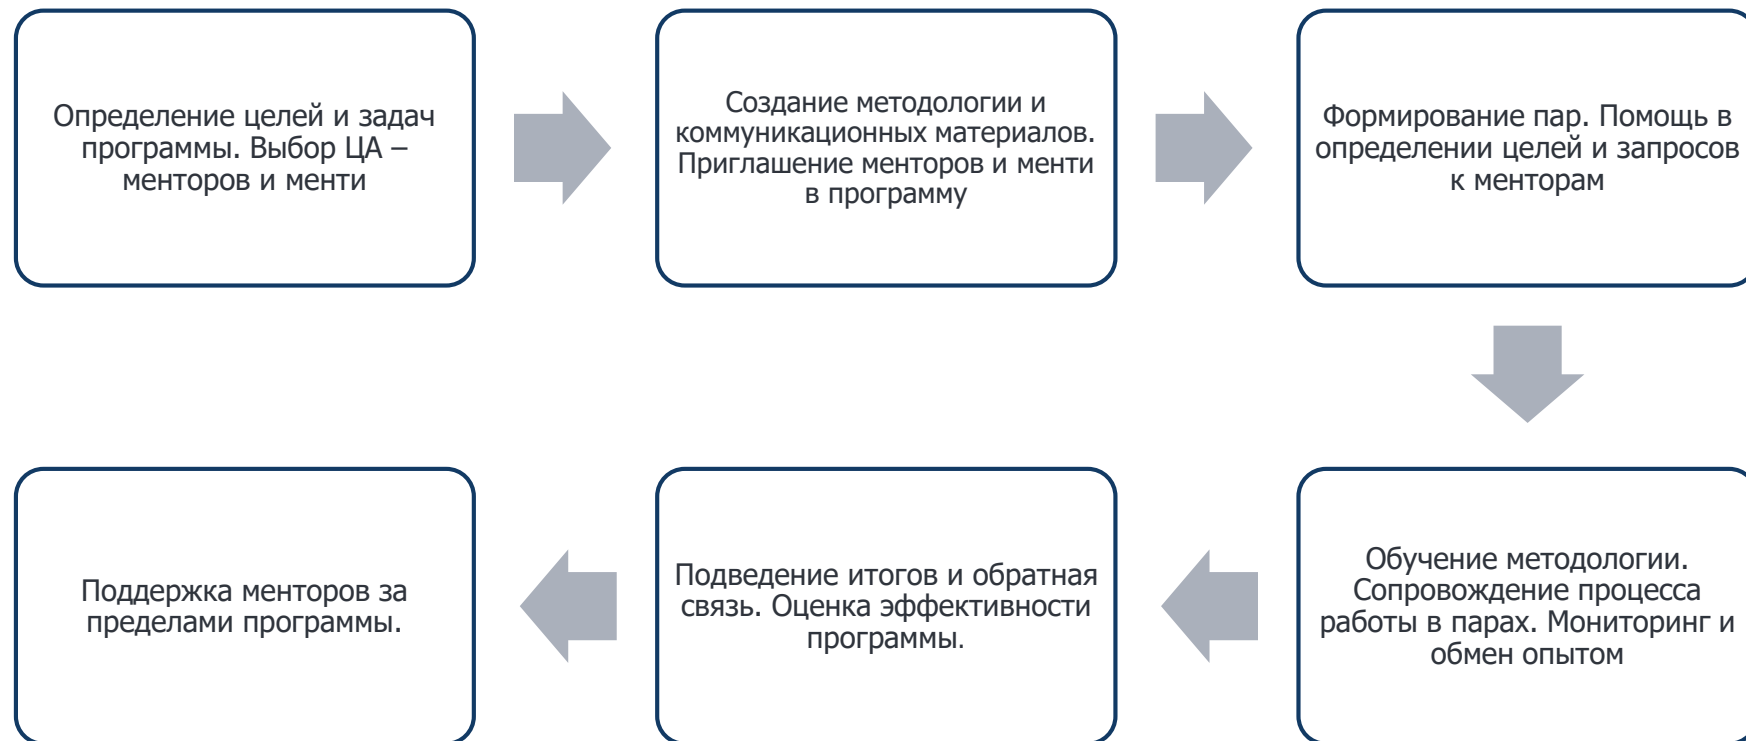 Определение целей и задач
программы. Выбор ЦА –
менторов и менти
Создание методологии и
коммуникационных материалов.
Приглашение менторов и менти
в программу
Формирование пар. Помощь в
определении целей и запросов
к менторам
Обучение методологии.
Сопровождение процесса
работы в парах. Мониторинг и
обмен опытом
Подведение итогов и обратная
связь. Оценка эффективности
программы.
Поддержка менторов за
пределами программы.